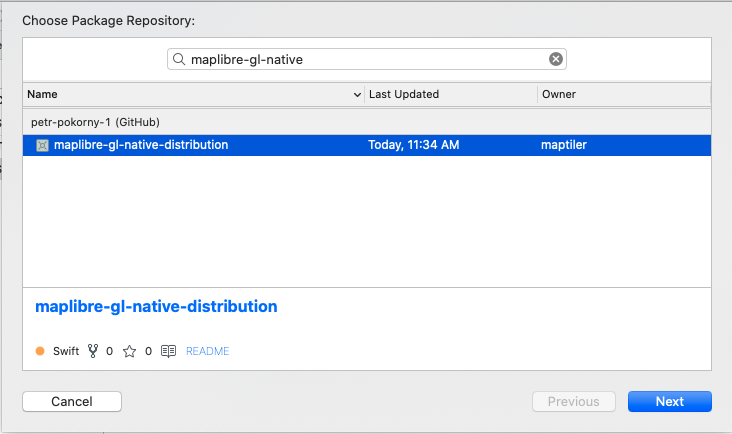 Choose Package Repository:
maplibre-gl-native
Name Last Updated Owner
petr-pokorny-1 (GitHub)
maplibre-gl-native-distribution Today, 11:34 AM maptiler
maplibre-gl-native-distribution
Swift 0 0 README
Cancel Previous Next